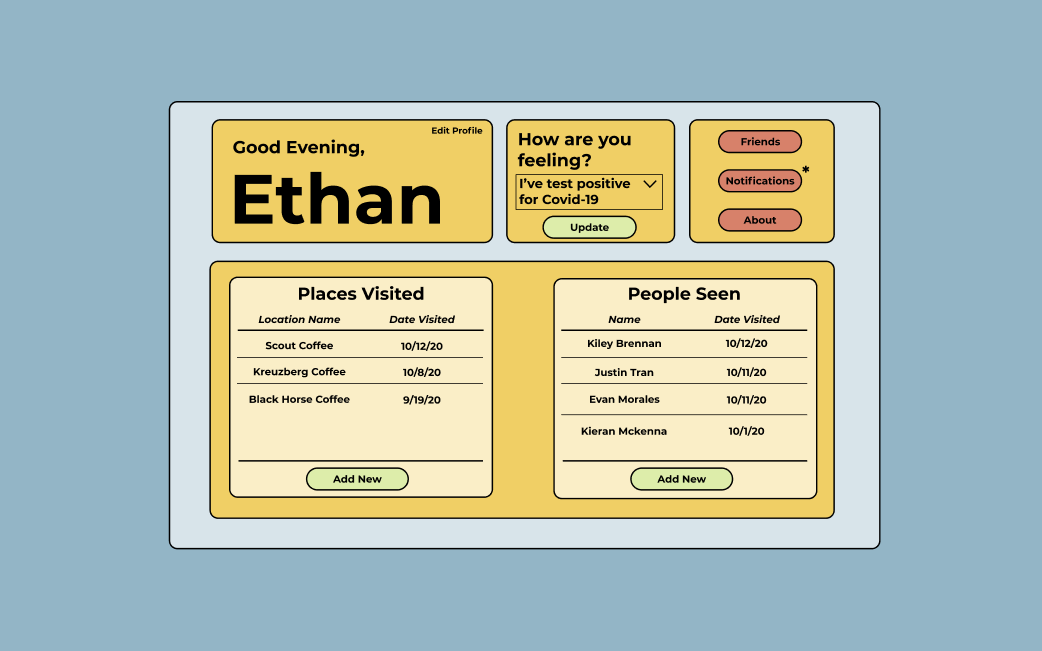 Edit Profile
Good Evening,
Ethan
How are you
feeling?
I've test positive
for Covid-19
Update
Friends
Notifications *
About
Places Visited
Location Name Date Visited
Scout Coffee 10/12/20
Kreuzberg Coffee 10/8/20
Black Horse Coffee 9/19/20
Add New
People Seen
Name Date Visited
Kiley Brennan 10/12/20
Justin Tran 10/11/20
Evan Morales 10/11/20
Kieran Mckenna 10/1/20
Add New